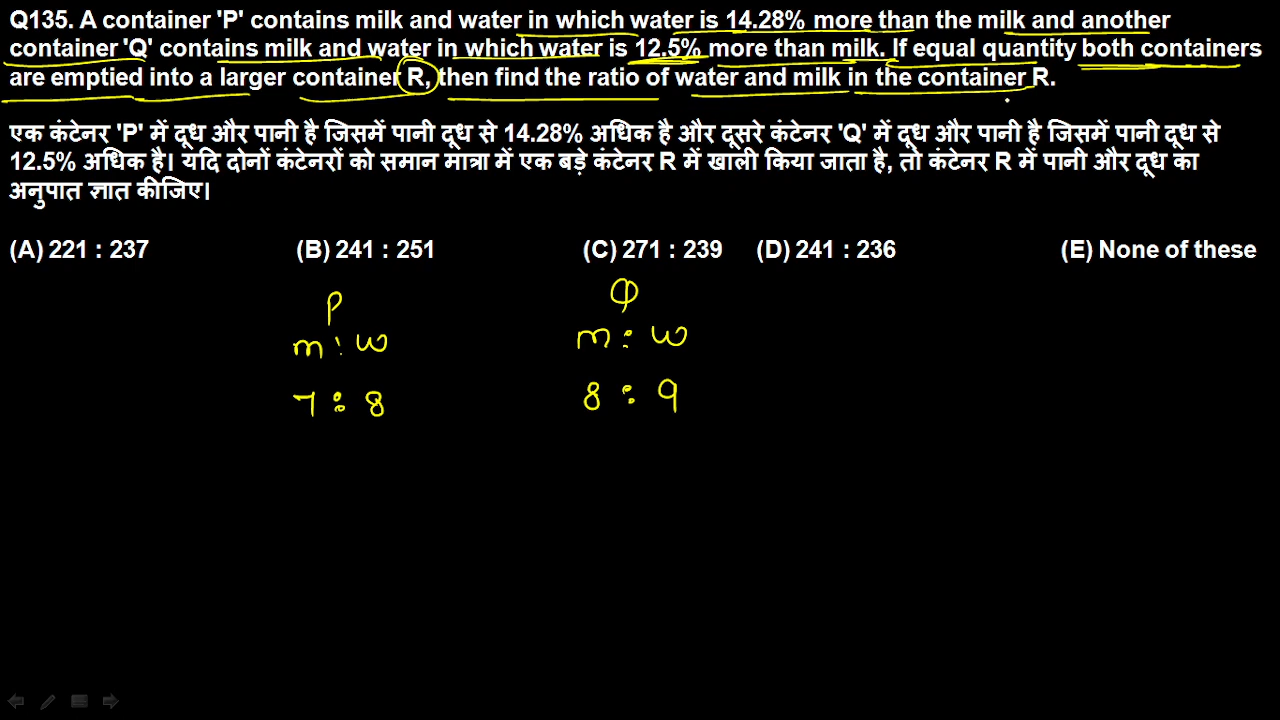 Q135. A container 'P' contains milk and water in which water is 14.28% more than the milk and another
container 'Q' contains milk and water in which water is 12.5% more than milk. If equal quantity both containers
are emptied into a larger container R, then find the ratio of water and milk in the container R.
एक कंटेनर 'P' में दूध और पानी है जिसमें पानी दूध से 14.28% अधिक है और दूसरे कंटेनर 'Q' में दूध और पानी है जिसमें पानी दूध से
12.5% अधिक है। यदि दोनों कंटेनरों को समान मात्रा में एक बड़े कंटेनर R में खाली किया जाता है, तो कंटेनर R में पानी और दूध का
अनुपात ज्ञात कीजिए।
(A) 221 : 237 (B) 241 : 251 (C) 271 : 239 (D) 241 : 236 (E) None of these
P Q
m : w m : w
7 : 8 8 : 9